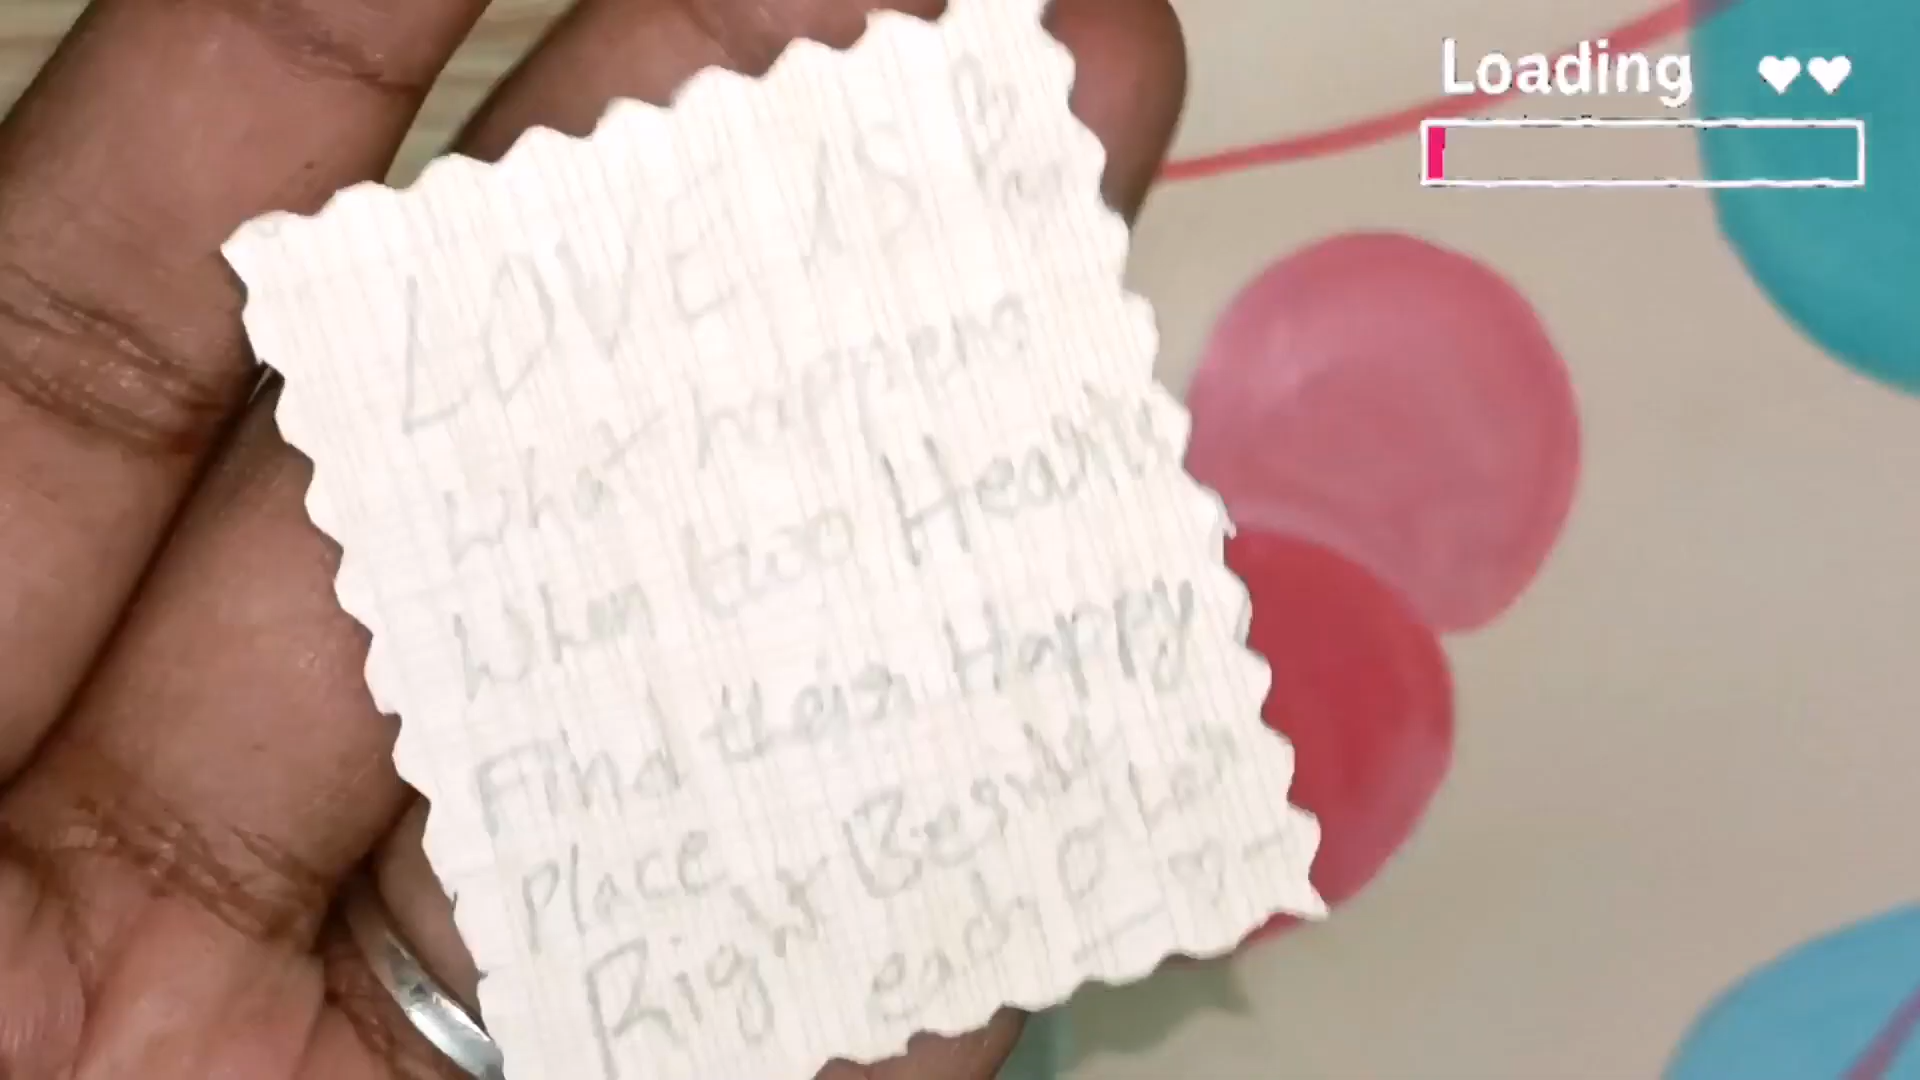 LOVE IS
What happens
When two Hearts
Find their Happy
Place
Right Beside
each Other
Loading